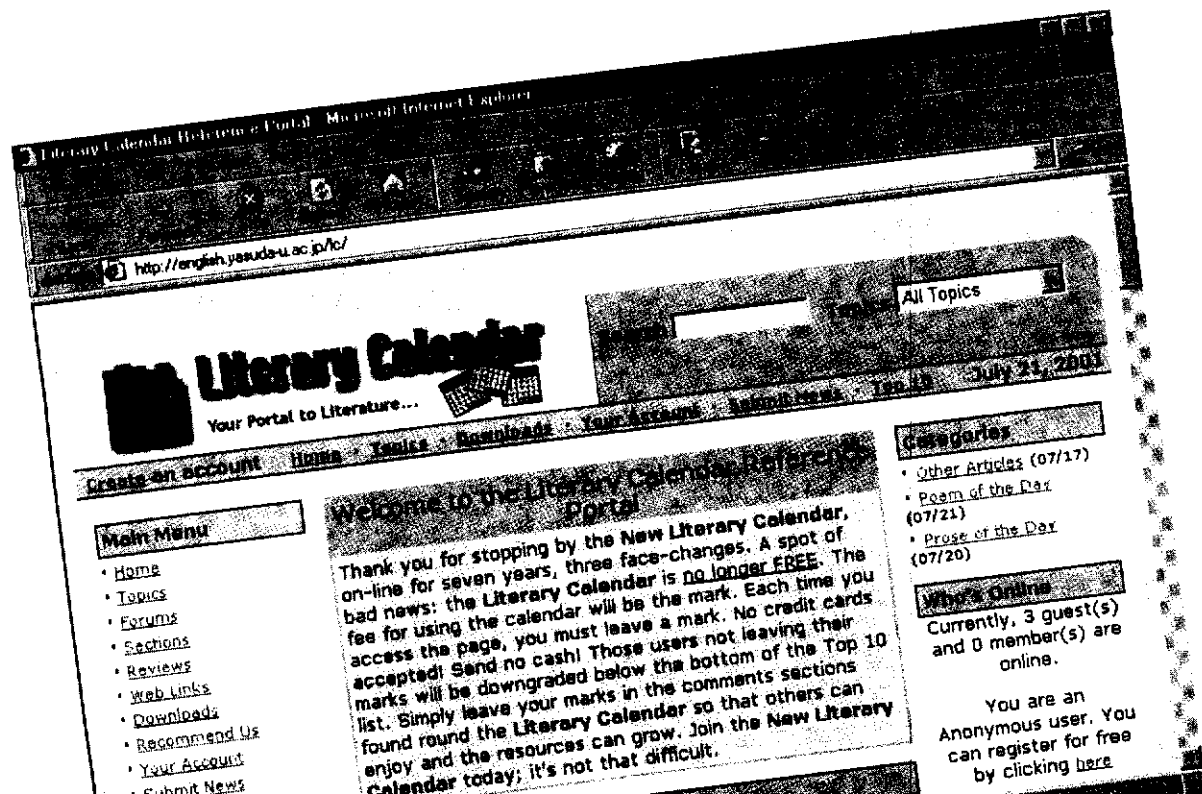 Literary Calendar Reference Portal - Microsoft Internet Explorer
http://english.yasuda-u.ac.jp/lc/
All Topics
The Literary Calendar
Your Portal to Literature...
Create an account · Home · Topics · Downloads · Your Account · Submit News · Top 10 July 21, 2001
Main Menu
• Home
• Topics
• Forums
• Sections
• Reviews
• Web Links
• Downloads
• Recommend Us
• Your Account
• Submit News
Welcome to the Literary Calendar Reference
Portal
Thank you for stopping by the New Literary Calendar,
on-line for seven years, three face-changes. A spot of
bad news: the Literary Calendar is no longer FREE. The
fee for using the calendar will be the mark. Each time you
access the page, you must leave a mark. No credit cards
accepted! Send no cash! Those users not leaving their
marks will be downgraded below the bottom of the Top 10
list. Simply leave your marks in the comments sections
found round the Literary Calendar so that others can
enjoy and the resources can grow. Join the New Literary
Calendar today; it's not that difficult.
Categories
• Other Articles (07/17)
• Poem of the Day
(07/21)
• Prose of the Day
(07/20)
Who's Online
Currently, 3 guest(s)
and 0 member(s) are
online.
You are an
Anonymous user. You
can register for free
by clicking here